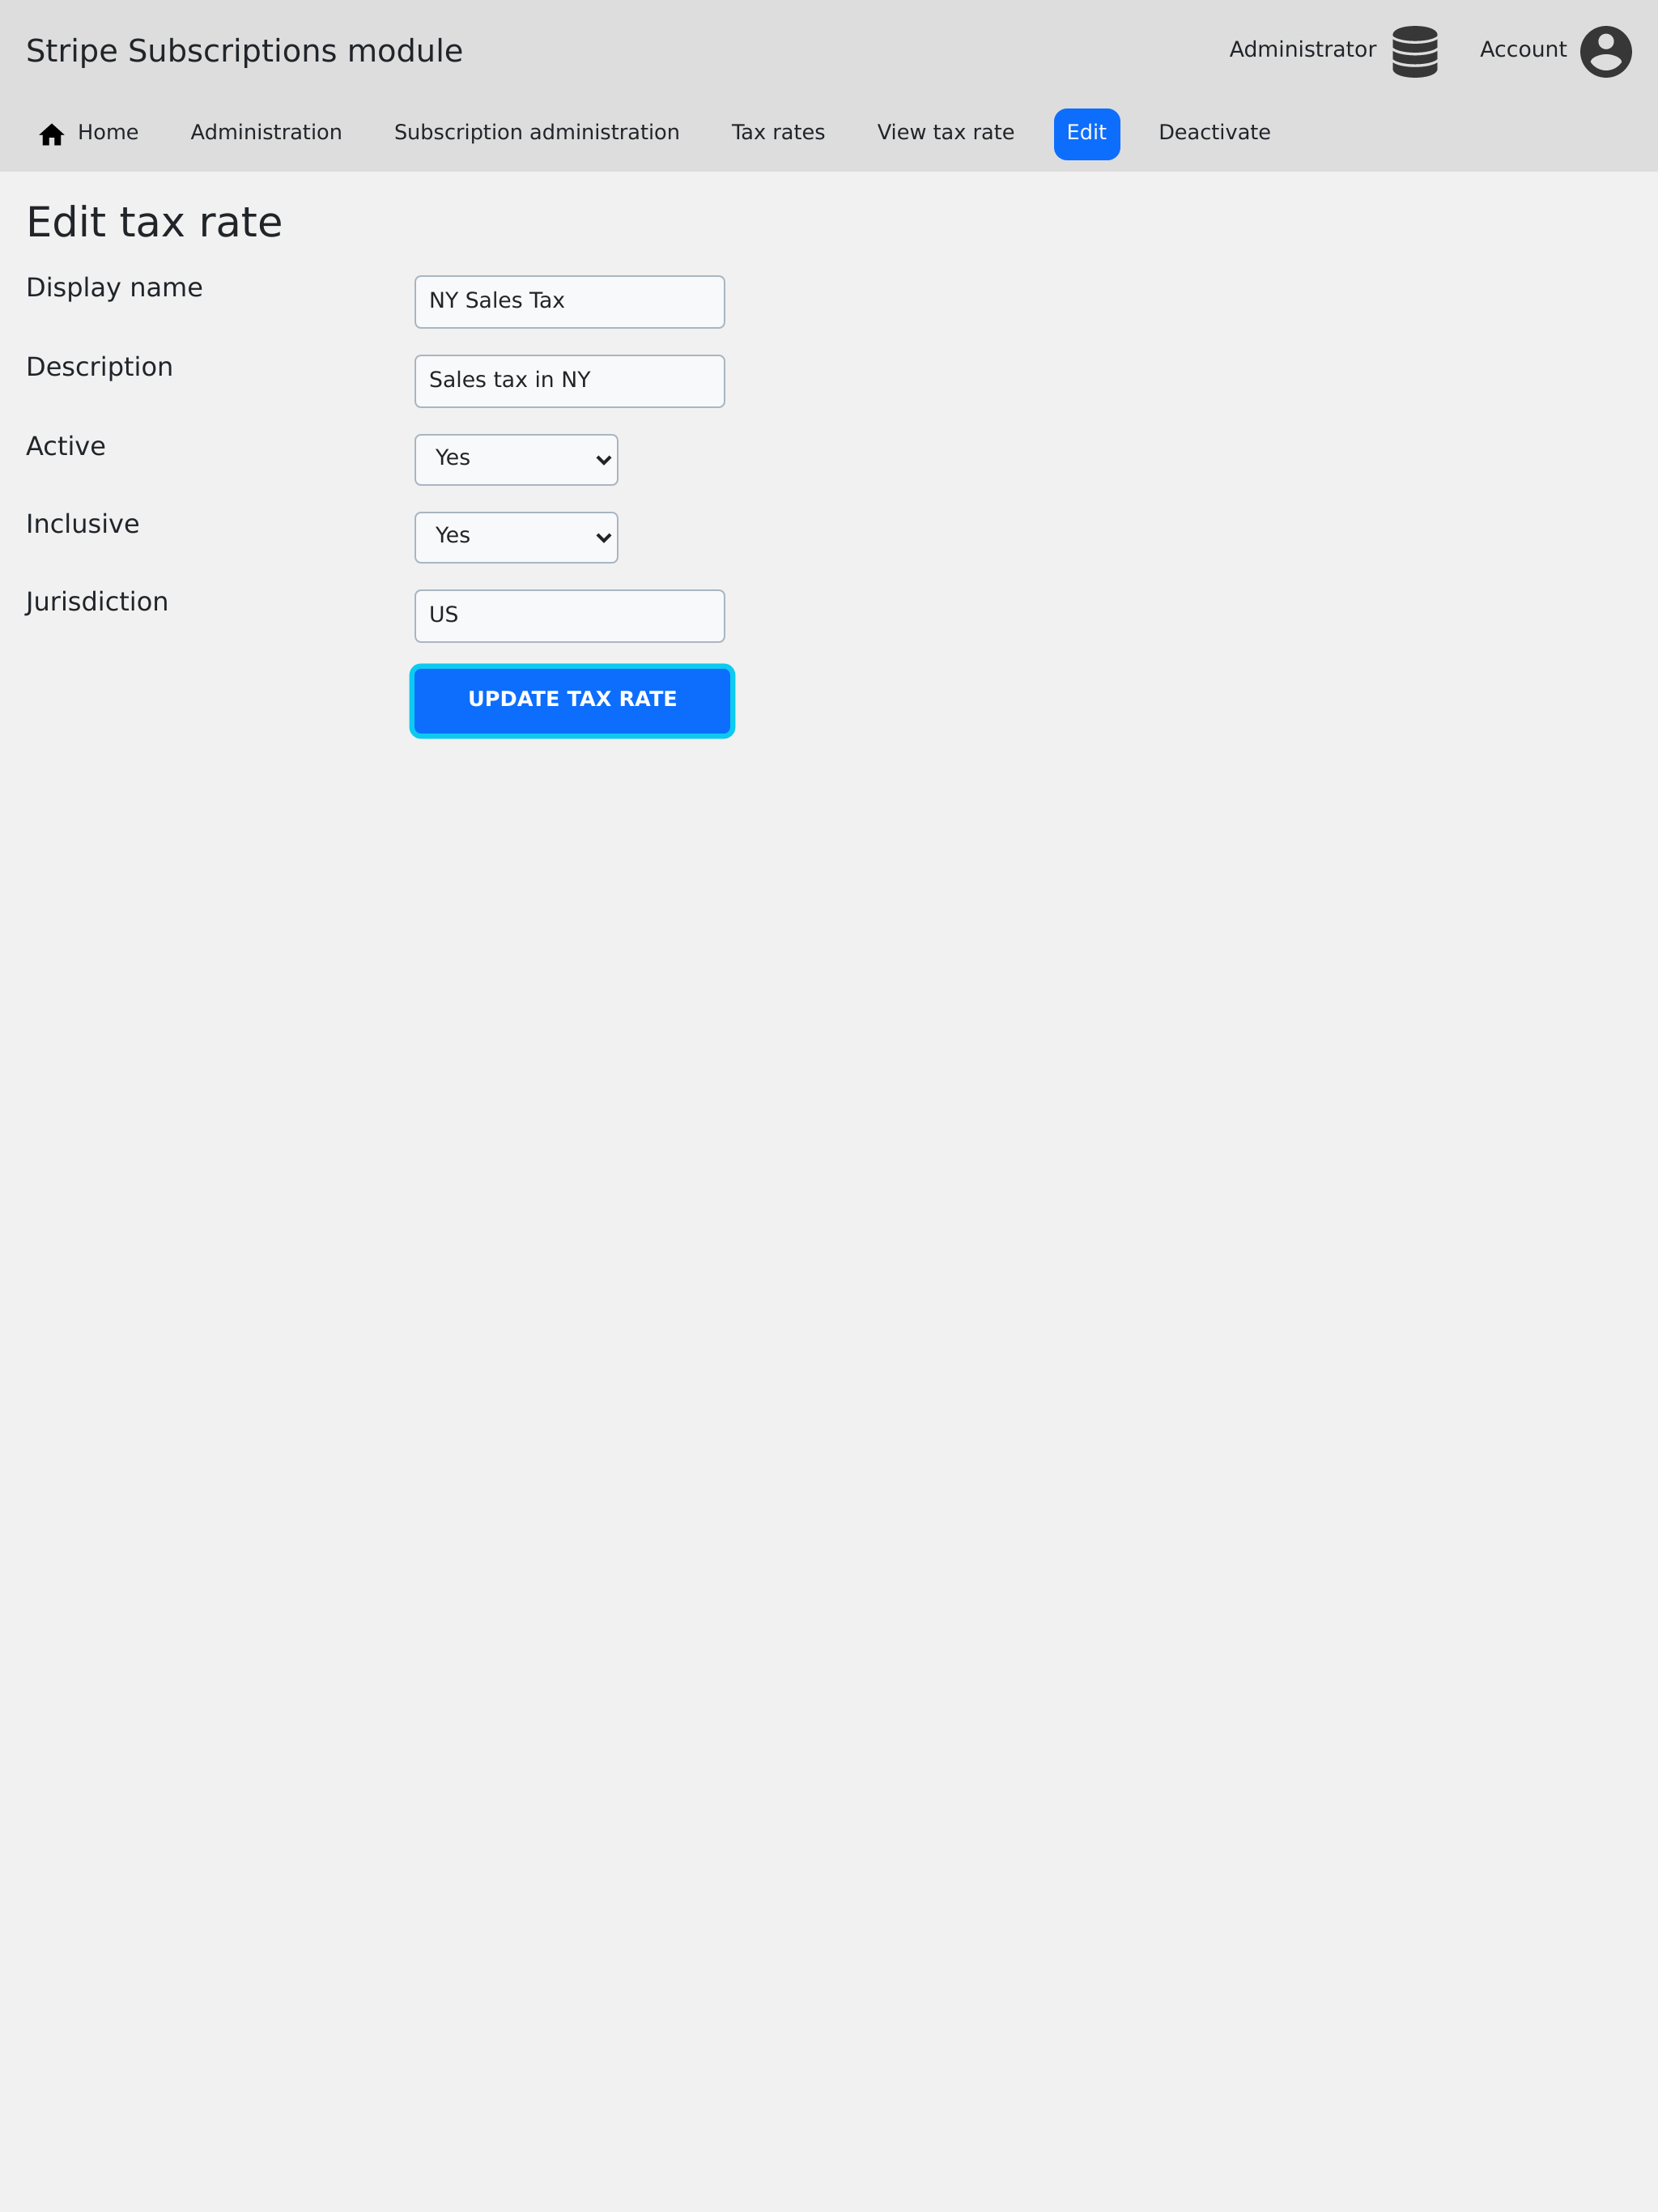 Stripe Subscriptions module
Administrator
Account
Home Administration Subscription administration Tax rates View tax rate Edit Deactivate
Edit tax rate
Display name
NY Sales Tax
Description
Sales tax in NY
Active
Yes
Inclusive
Yes
Jurisdiction
US
UPDATE TAX RATE